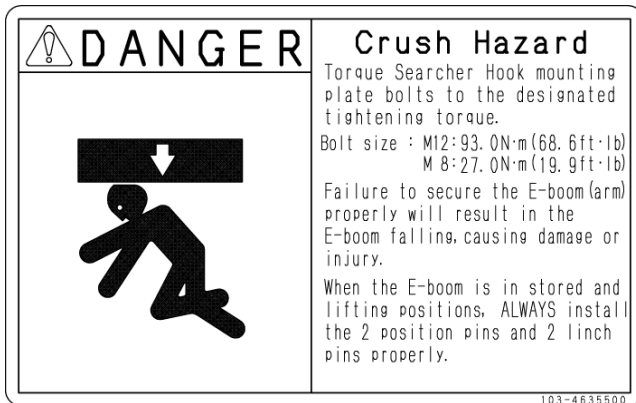 DANGER
Crush Hazard
Torque Searcher Hook mounting
plate bolts to the designated
tightening torque.
Bolt size : M12:93.0N·m(68.6ft·lb)
M 8:27.0N·m(19.9ft·lb)
Failure to secure the E-boom(arm)
properly will result in the
E-boom falling,causing damage or
injury.
When the E-boom is in stored and
lifting positions, ALWAYS install
the 2 position pins and 2 linch
pins properly.
103-4635500